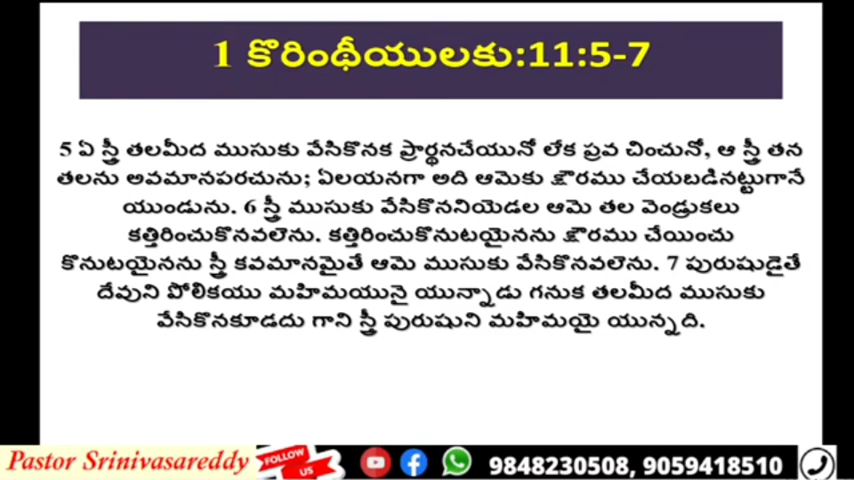 1 కొరింథీయులకు:11:5-7
5 ఏ స్త్రీ తలమీద ముసుకు వేసికొనక ప్రార్థనచేయునో లేక ప్రవ చించునో, ఆ స్త్రీ తన
తలను అవమానపరచును; ఏలయనగా అది ఆమెకు క్షౌరము చేయబడినట్టుగానే
యుండును. 6 స్త్రీ ముసుకు వేసికొననియెడల ఆమె తల వెండ్రుకలు
కత్తిరించుకొనవలెను. కత్తిరించుకొనుటయైనను క్షౌరము చేయించు
కొనుటయైనను స్త్రీ కవమానమైతే ఆమె ముసుకు వేసికొనవలెను. 7 పురుషుడైతే
దేవుని పోలికయు మహిమయునై యున్నాడు గనుక తలమీద ముసుకు
వేసికొనకూడదు గాని స్త్రీ పురుషుని మహిమయై యున్నది.
Pastor Srinivasareddy FOLLOW US 9848230508, 9059418510